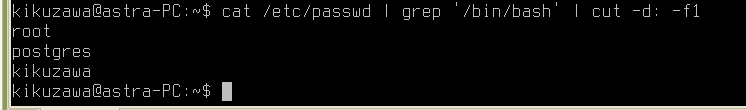 kikuzawa@astra-PC:~$ cat /etc/passwd | grep '/bin/bash' | cut -d: -f1
root
postgres
kikuzawa
kikuzawa@astra-PC:~$